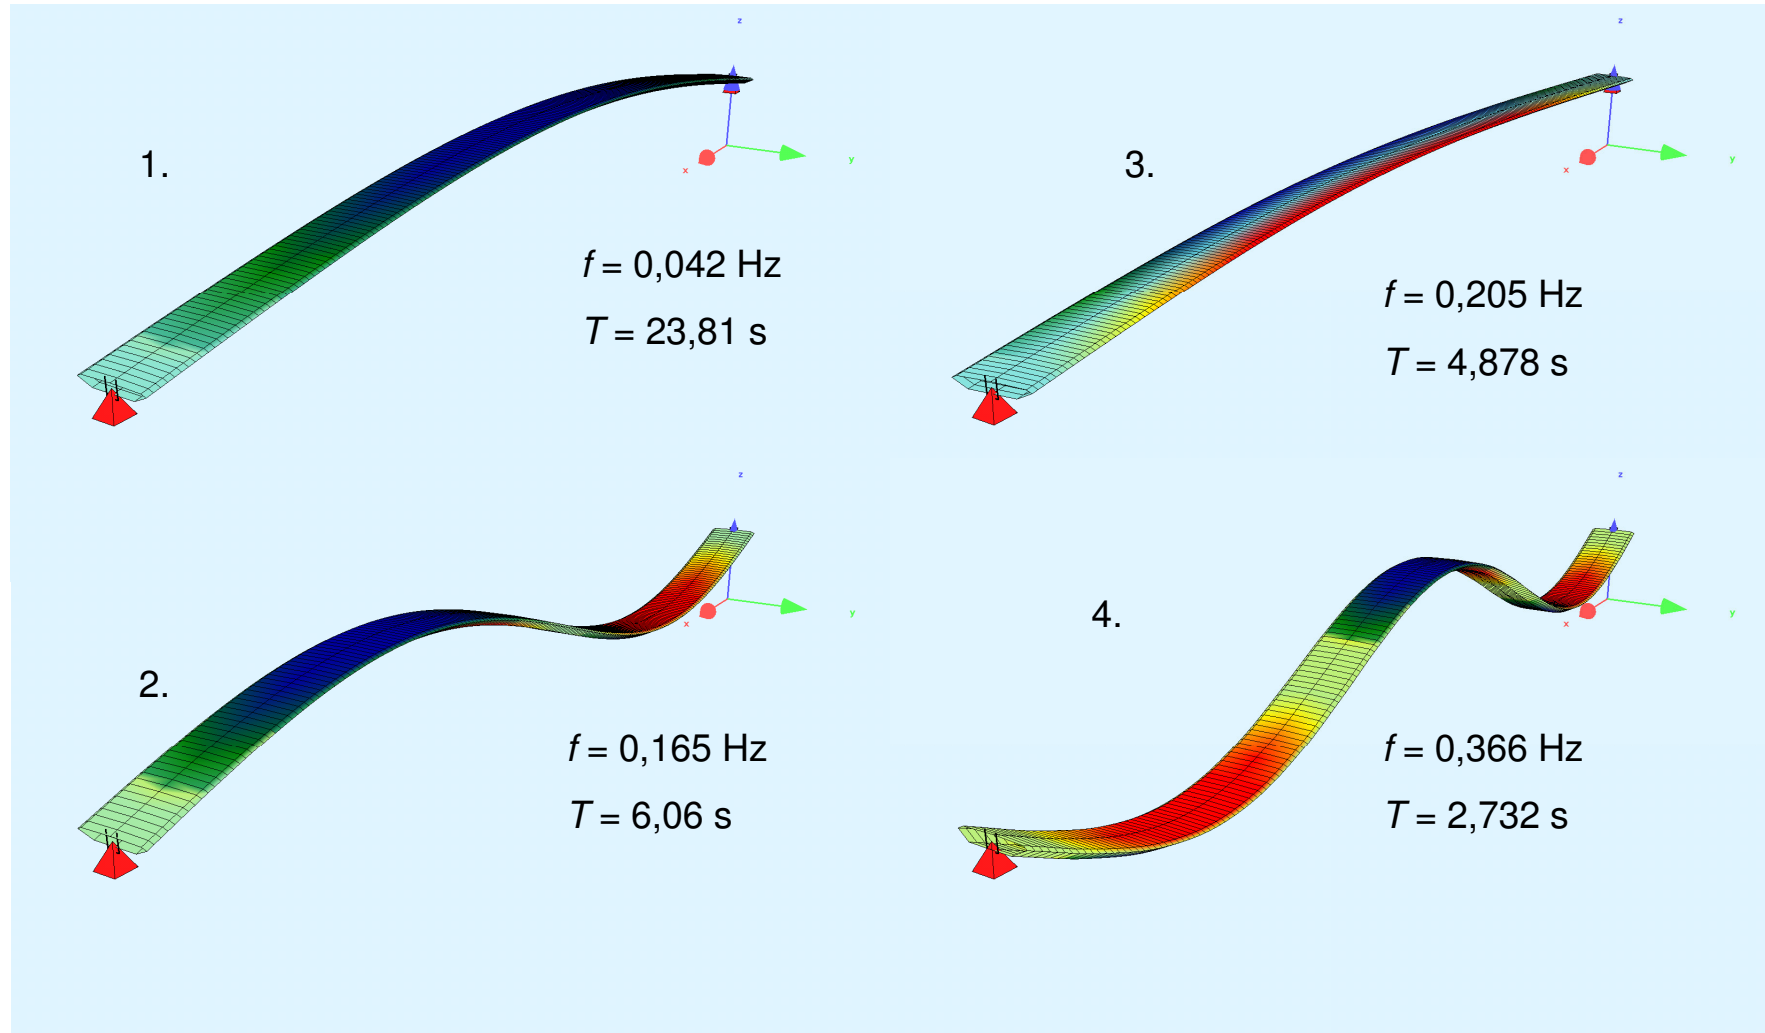 z
1.
x
y
f = 0,042 Hz
T = 23,81 s
z
3.
x
y
f = 0,205 Hz
T = 4,878 s
z
x
y
2.
f = 0,165 Hz
T = 6,06 s
z
4.
x
y
f = 0,366 Hz
T = 2,732 s